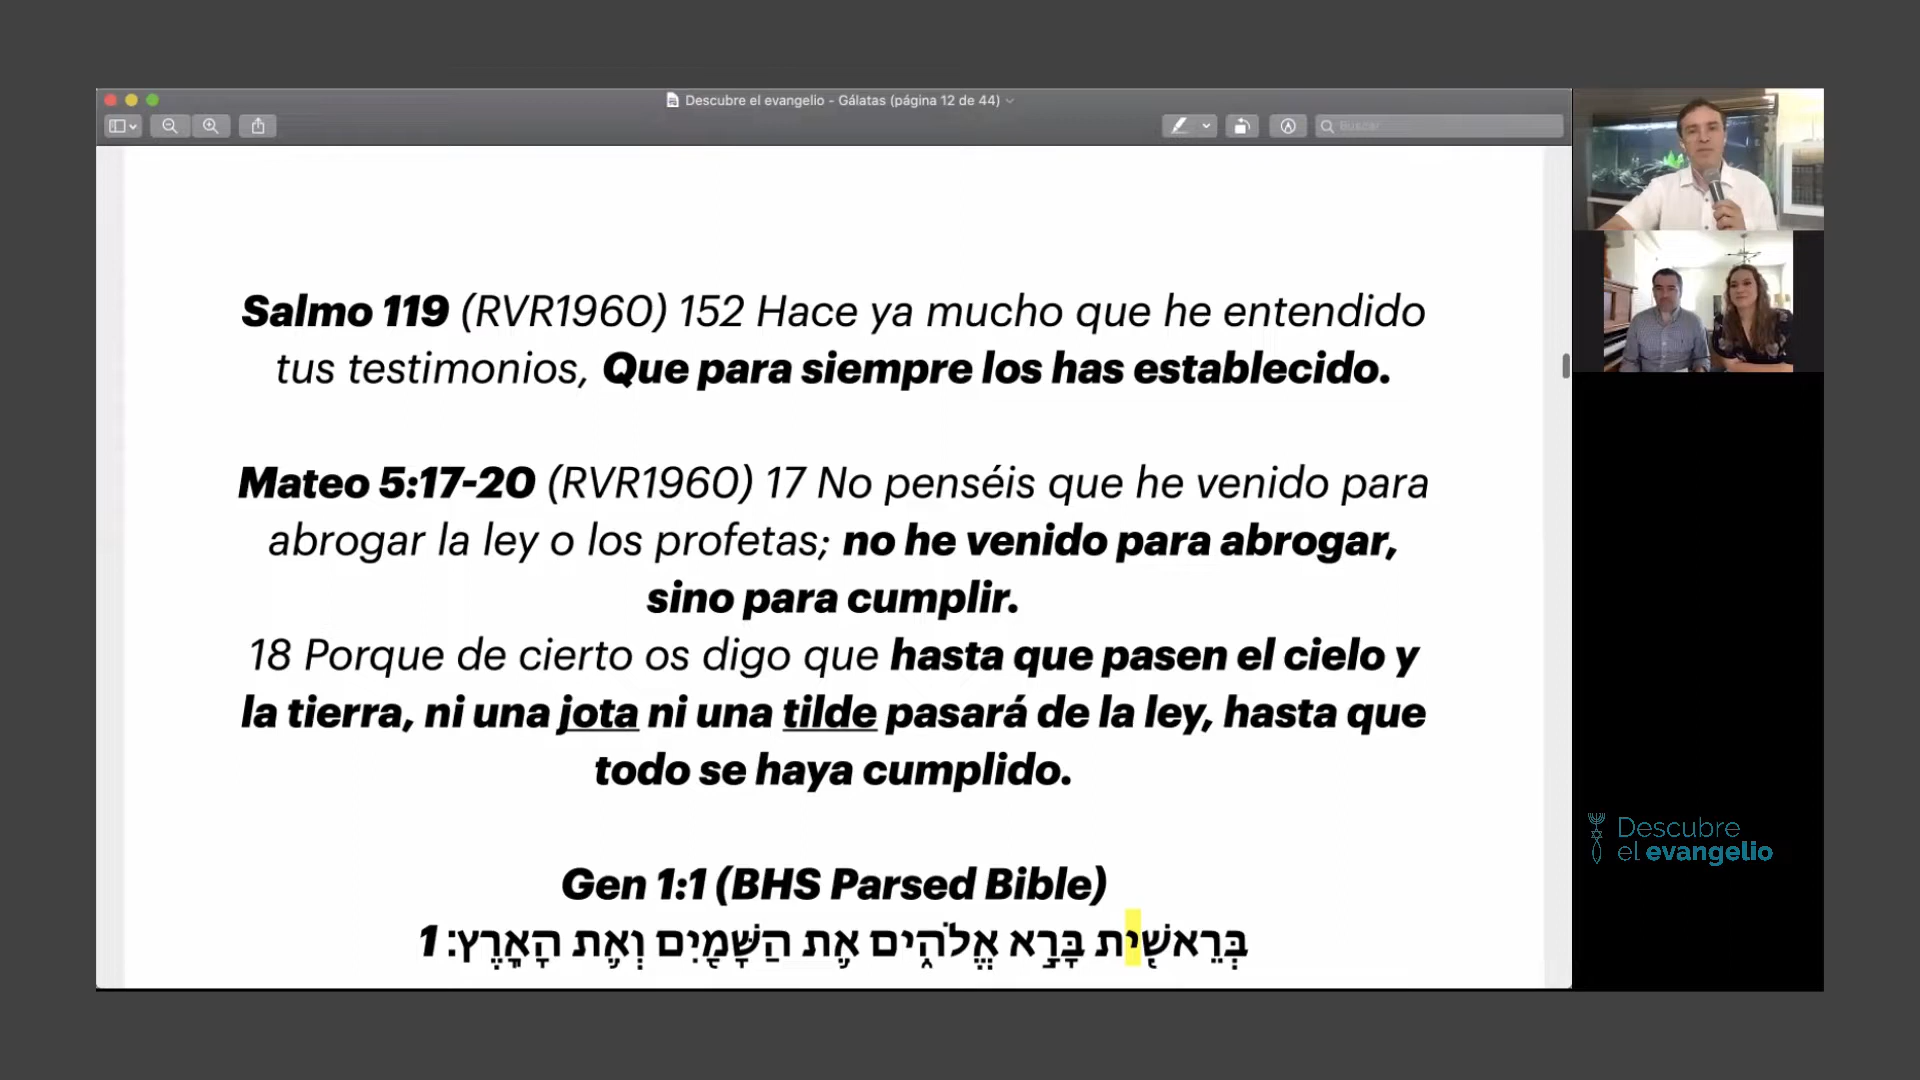 Descubre el evangelio - Gálatas (página 12 de 44)
Buscar
Salmo 119 (RVR1960) 152 Hace ya mucho que he entendido
tus testimonios, Que para siempre los has establecido.
Mateo 5:17-20 (RVR1960) 17 No penséis que he venido para
abrogar la ley o los profetas; no he venido para abrogar,
sino para cumplir.
18 Porque de cierto os digo que hasta que pasen el cielo y
la tierra, ni una jota ni una tilde pasará de la ley, hasta que
todo se haya cumplido.
Gen 1:1 (BHS Parsed Bible)
בְּרֵאשִׁ֖ית בָּרָ֣א אֱלֹהִ֑ים אֵ֥ת הַשָּׁמַ֖יִם וְאֵ֥ת הָאָֽרֶץ׃ 1
Descubre
el evangelio